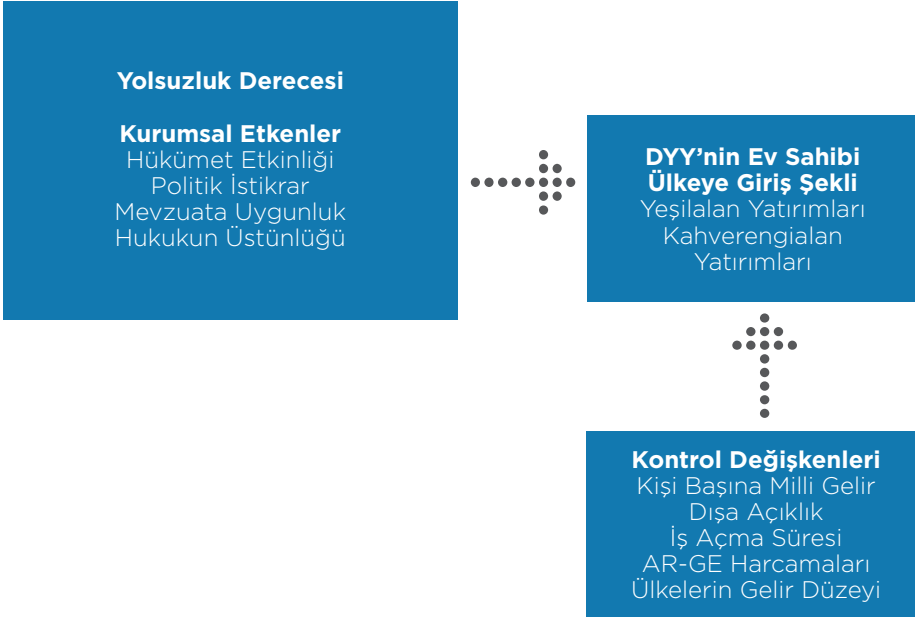 Yolsuzluk Derecesi
Kurumsal Etkenler
Hükümet Etkinliği
Politik İstikrar
Mevzuata Uygunluk
Hukukun Üstünlüğü
DYY’nin Ev Sahibi
Ülkeye Giriş Şekli
Yeşilalan Yatırımları
Kahverengialan
Yatırımları
Kontrol Değişkenleri
Kişi Başına Milli Gelir
Dışa Açıklık
İş Açma Süresi
AR-GE Harcamaları
Ülkelerin Gelir Düzeyi